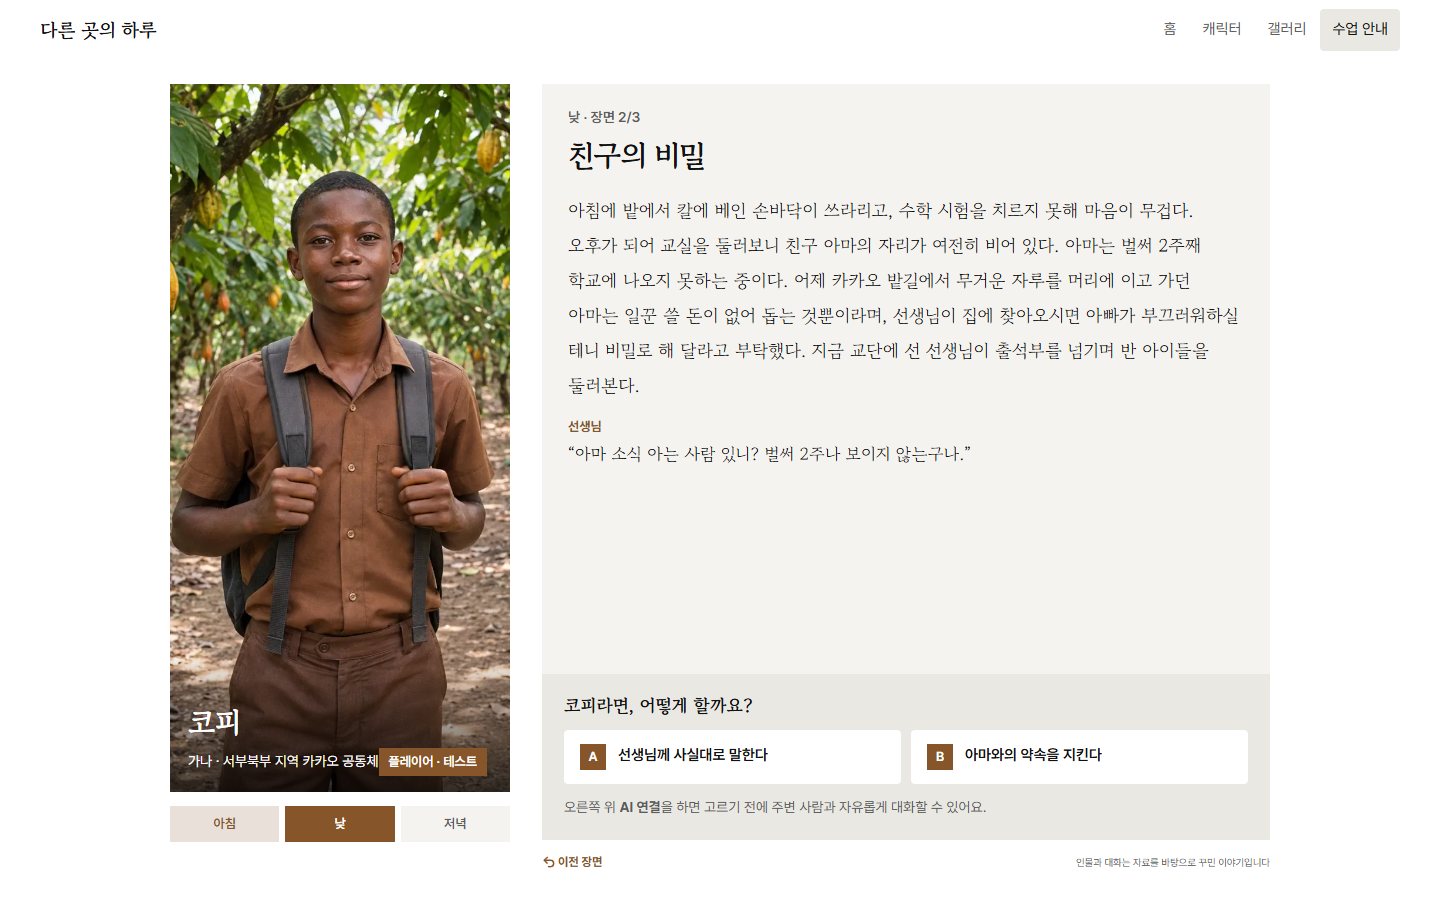 다른 곳의 하루
홈 캐릭터 갤러리 수업 안내
코피
가나 · 서부북부 지역 카카오 공동체 플레이어 · 테스트
아침 낮 저녁
낮 · 장면 2/3
친구의 비밀
아침에 밭에서 칼에 베인 손바닥이 쓰라리고, 수학 시험을 치르지 못해 마음이 무겁다.
오후가 되어 교실을 둘러보니 친구 아마의 자리가 여전히 비어 있다. 아마는 벌써 2주째
학교에 나오지 못하는 중이다. 어제 카카오 밭길에서 무거운 자루를 머리에 이고 가던
아마는 일꾼 쓸 돈이 없어 돕는 것뿐이라며, 선생님이 집에 찾아오시면 아빠가 부끄러워하실
테니 비밀로 해 달라고 부탁했다. 지금 교단에 선 선생님이 출석부를 넘기며 반 아이들을
둘러본다.
선생님
“아마 소식 아는 사람 있니? 벌써 2주나 보이지 않는구나.”
코피라면, 어떻게 할까요?
A 선생님께 사실대로 말한다
B 아마와의 약속을 지킨다
오른쪽 위 AI 연결을 하면 고르기 전에 주변 사람과 자유롭게 대화할 수 있어요.
이전 장면
인물과 대화는 자료를 바탕으로 꾸민 이야기입니다